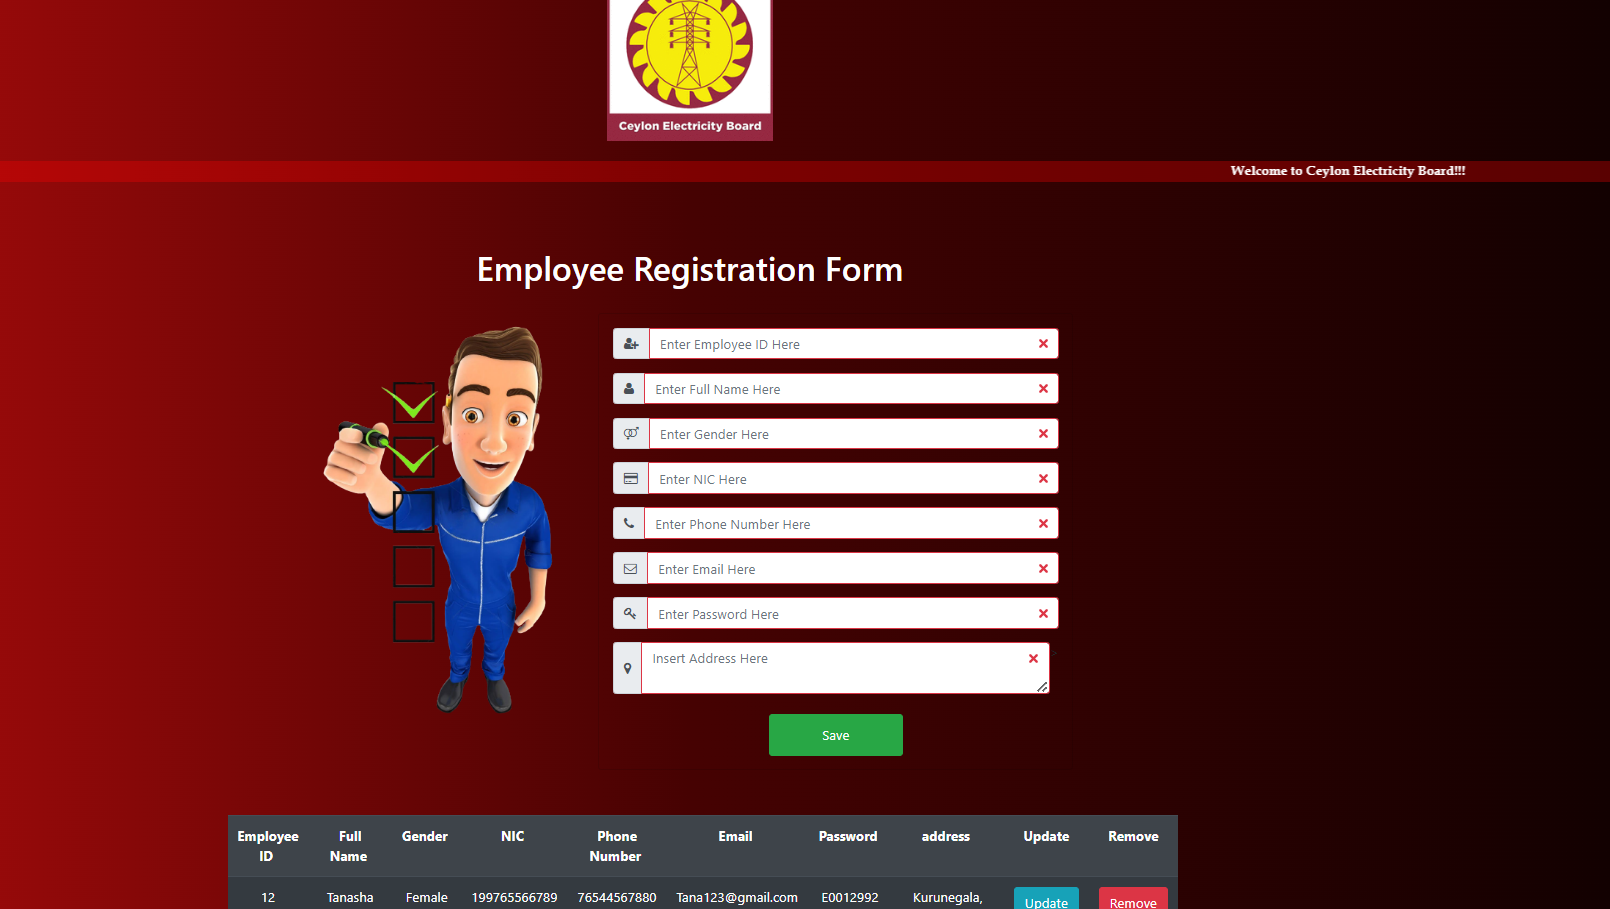 Ceylon Electricity Board
Welcome to Ceylon Electricity Board!!!
Employee Registration Form
Enter Employee ID Here
Enter Full Name Here
Enter Gender Here
Enter NIC Here
Enter Phone Number Here
Enter Email Here
Enter Password Here
Insert Address Here
Save
Employee ID Full Name Gender NIC Phone Number Email Password address Update Remove
12 Tanasha Female 199765566789 76544567880 Tana123@gmail.com E0012992 Kurunegala, Update Remove